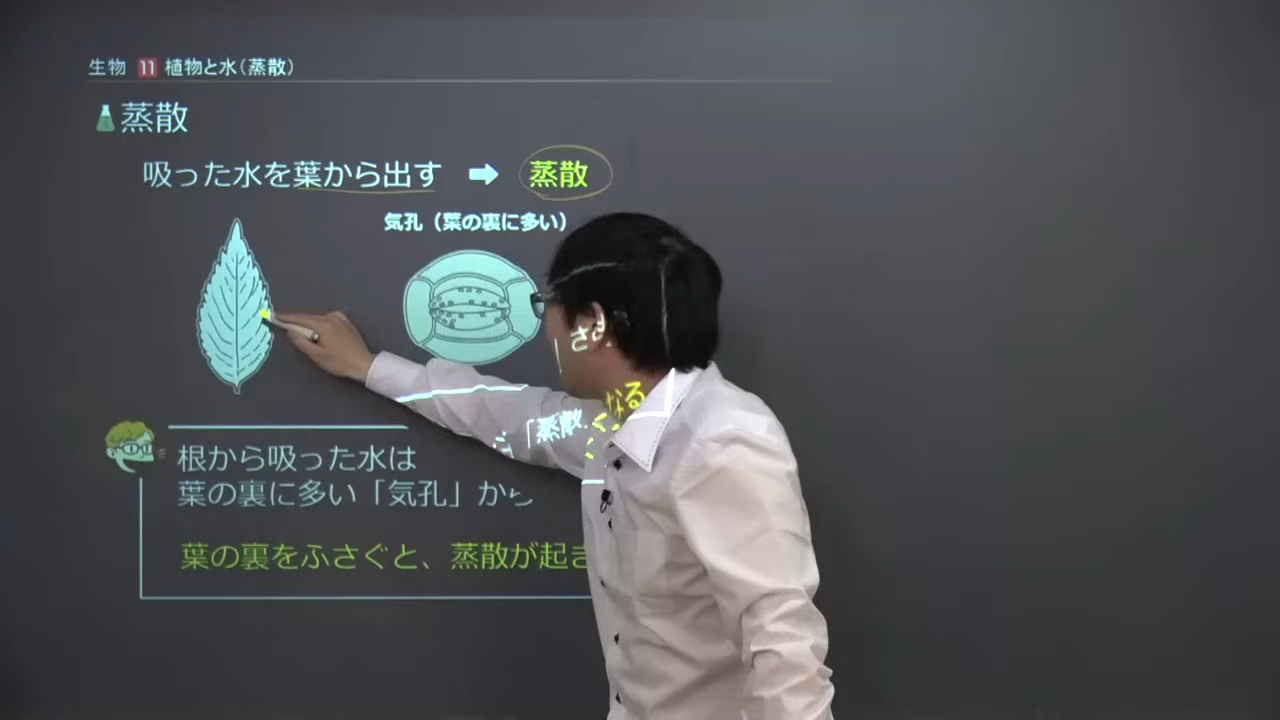 生物 11 植物と水(蒸散)
蒸散
吸った水を葉から出す ➡ 蒸散
気孔(葉の裏に多い)
根から吸った水は
葉の裏に多い「気孔」から
「蒸散
葉の裏をふさぐと、蒸散が起き
くなる